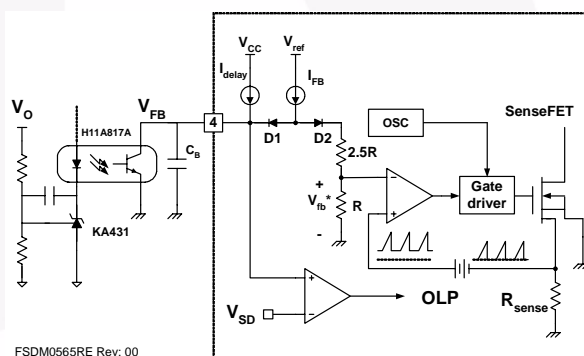 V_CC V_ref
I_delay I_FB
V_O
H11A817A
V_FB
4
D1 D2
OSC
SenseFET
C_B
2.5R
+
V_fb* R
-
KA431
-
+
Gate
driver
+
-
V_SD
OLP
R_sense
FSDM0565RE Rev: 00